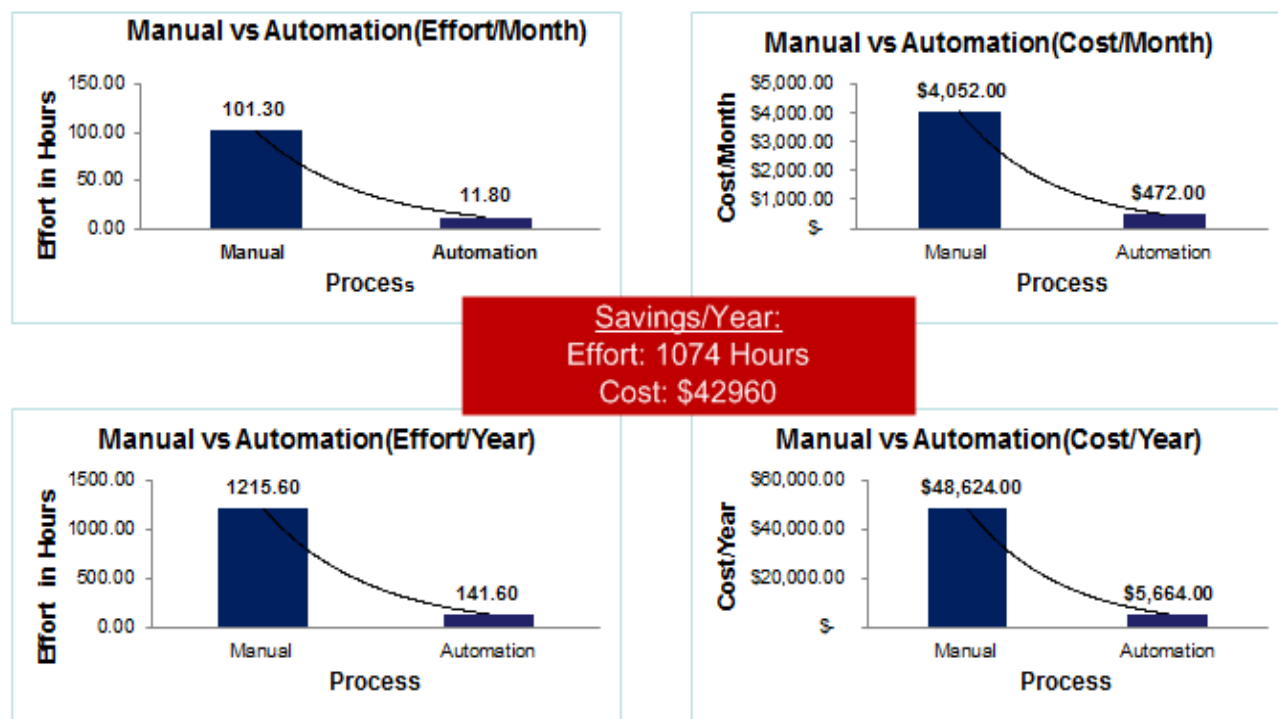 Manual vs Automation(Effort/Month)
150.00
100.00
50.00
0.00
Effort in Hours
101.30
11.80
Manual
Automation
Process
Manual vs Automation(Cost/Month)
$5,000.00
$4,000.00
$3,000.00
$2,000.00
$1,000.00
$-
Cost/Month
$4,052.00
$472.00
Manual
Automation
Process
Savings/Year:
Effort: 1074 Hours
Cost: $42960
Manual vs Automation(Effort/Year)
1500.00
1000.00
500.00
0.00
Effort in Hours
1215.60
141.60
Manual
Automation
Process
Manual vs Automation(Cost/Year)
$60,000.00
$40,000.00
$20,000.00
$-
Cost/Year
$48,624.00
$5,664.00
Manual
Automation
Process